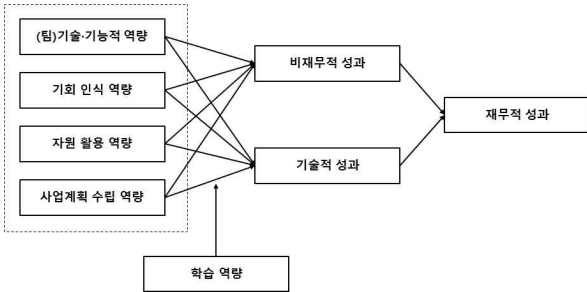 (팀)기술·기능적 역량
기회 인식 역량
자원 활용 역량
사업계획 수립 역량
비재무적 성과
기술적 성과
재무적 성과
학습 역량